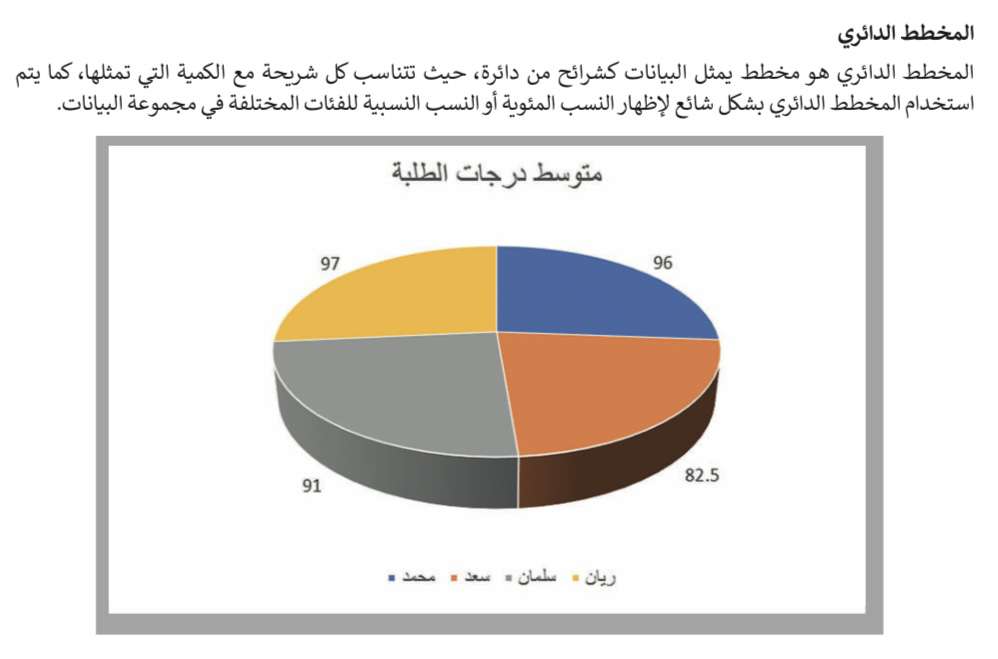 المخطط الدائري
المخطط الدائري هو مخطط يمثل البيانات كشرائح من دائرة، حيث تتناسب كل شريحة مع الكمية التي تمثلها، كما يتم
استخدام المخطط الدائري بشكل شائع لإظهار النسب المئوية أو النسب النسبية للفئات المختلفة في مجموعة البيانات.
متوسط درجات الطلبة
97
96
91
82.5
محمد سعد سلمان ريان